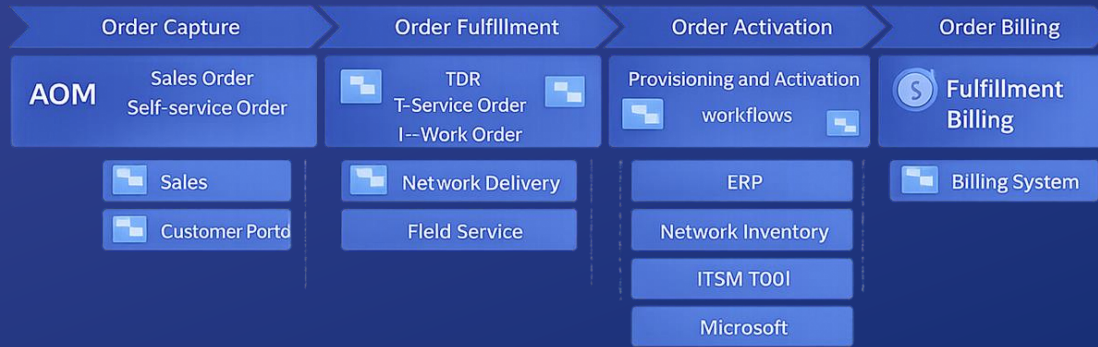 Order Capture
Order Fulflllment
Order Activation
Order Billing
AOM
Sales Order
Self-service Order
TDR
T-Service Order
I--Work Order
Provisioning and Activation
workflows
S
Fulfillment
Billing
Sales
Customer Portd
Network Delivery
Fleld Service
ERP
Network Inventory
ITSM T00l
Microsoft
Billing System